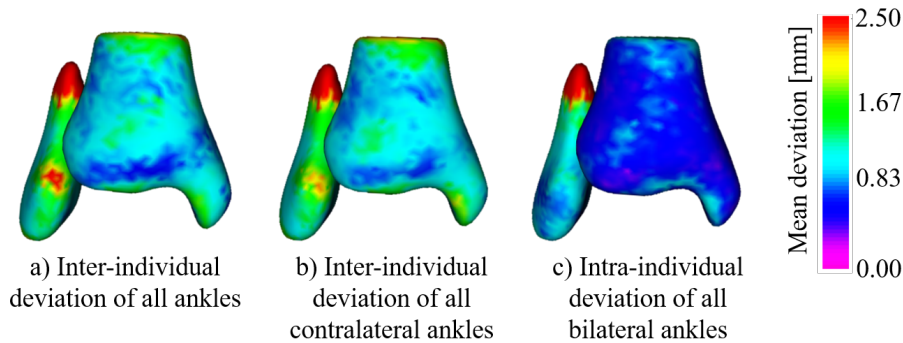 a) Inter-individual
deviation of all ankles
b) Inter-individual
deviation of all
contralateral ankles
c) Intra-individual
deviation of all
bilateral ankles
Mean deviation [mm]
2.50
1.67
0.83
0.00